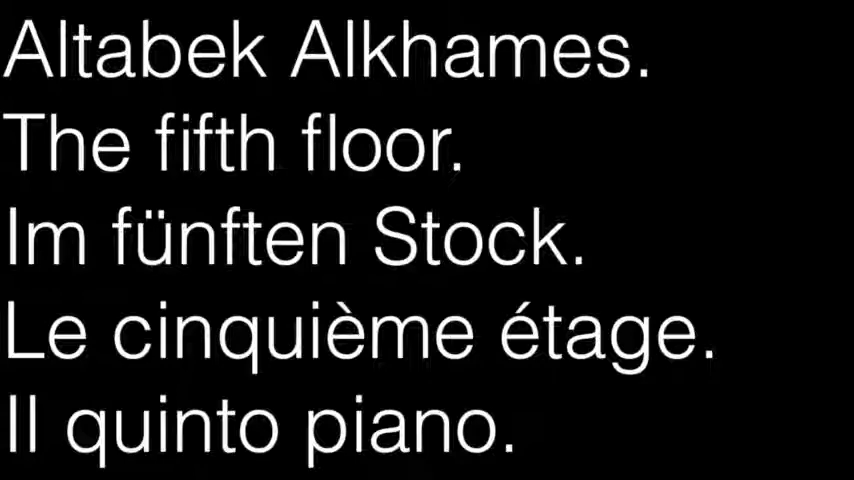 Altabek Alkhames.
The fifth floor.
Im fünften Stock.
Le cinquième étage.
Il quinto piano.